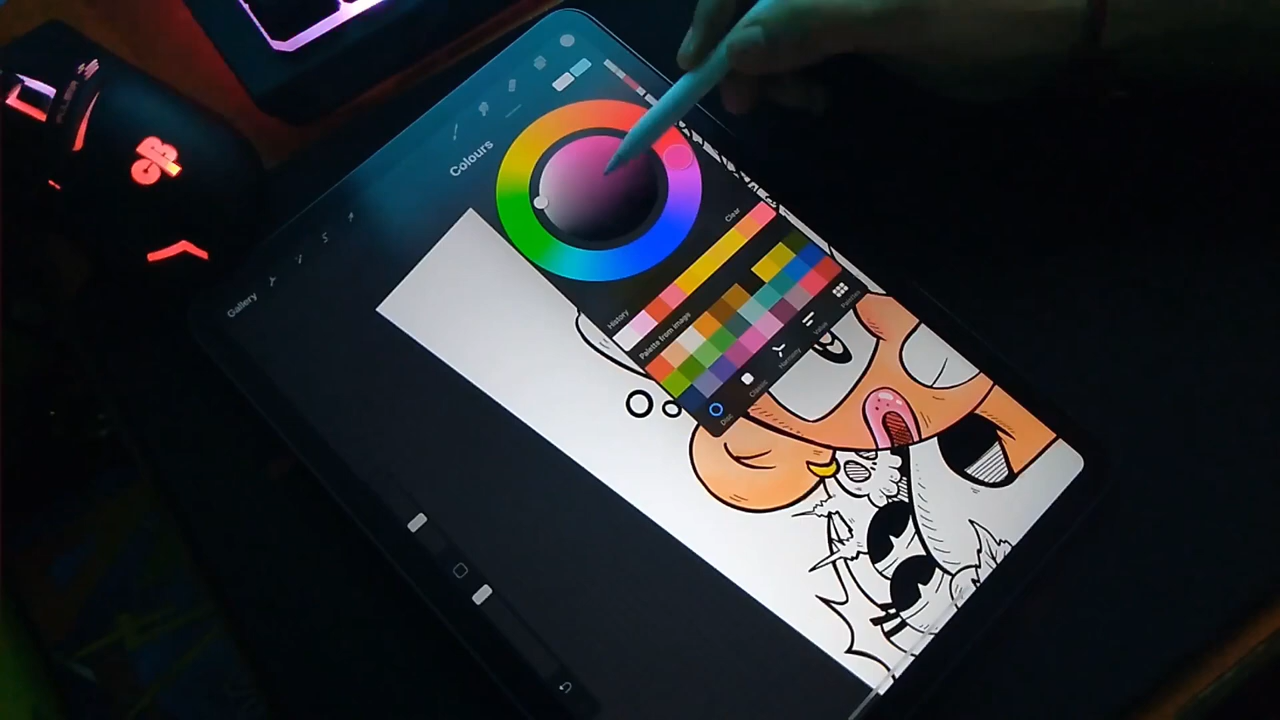 Gallery
Colours
Clear
History
Palette from image
Disc
Classic
Harmony
Value
Palettes